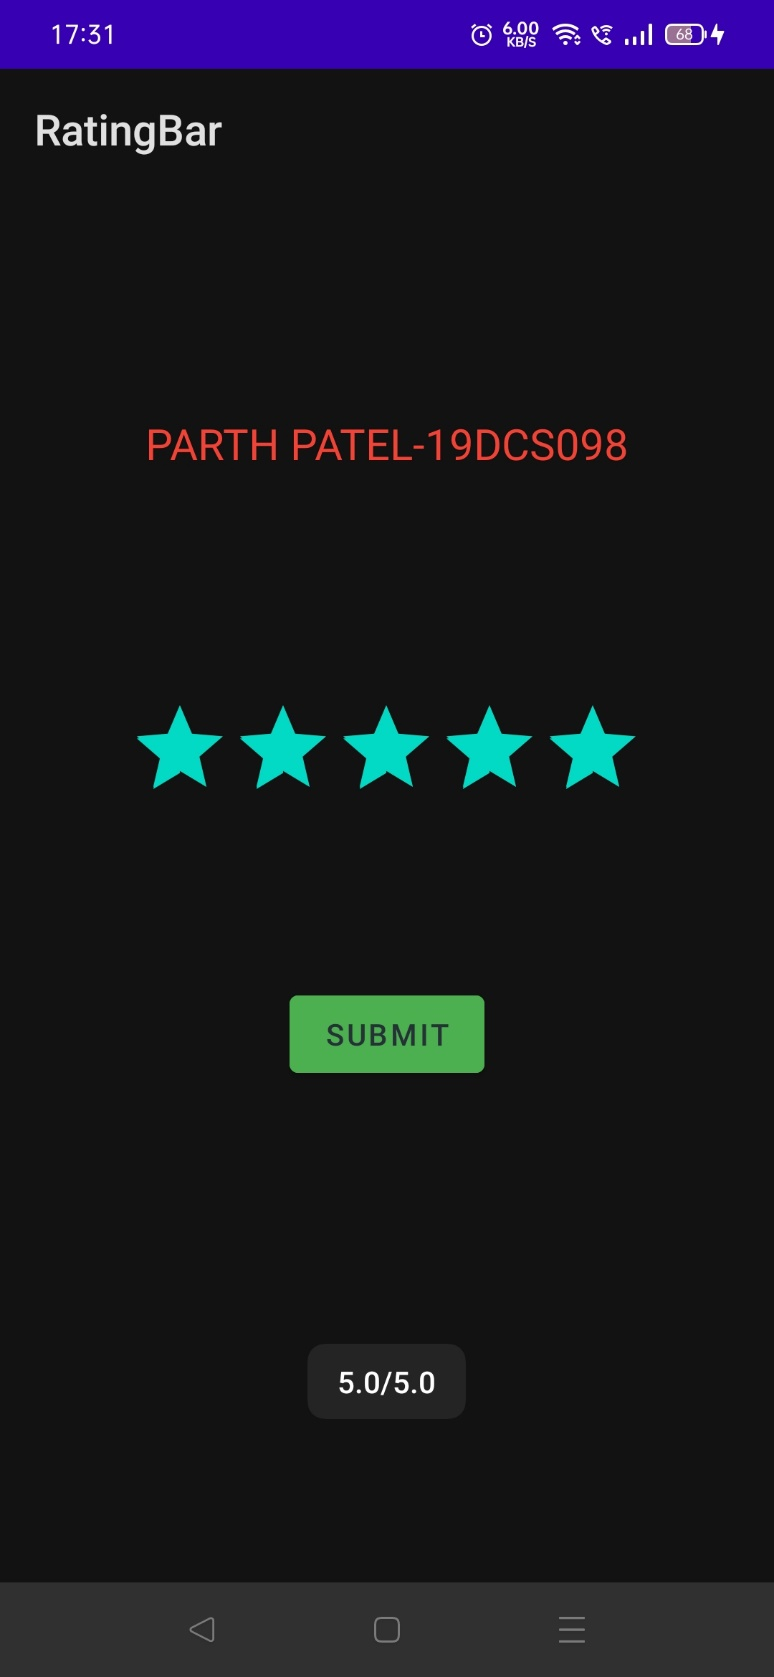 17:31
6.00
KB/S
68
RatingBar
PARTH PATEL-19DCS098
SUBMIT
5.0/5.0